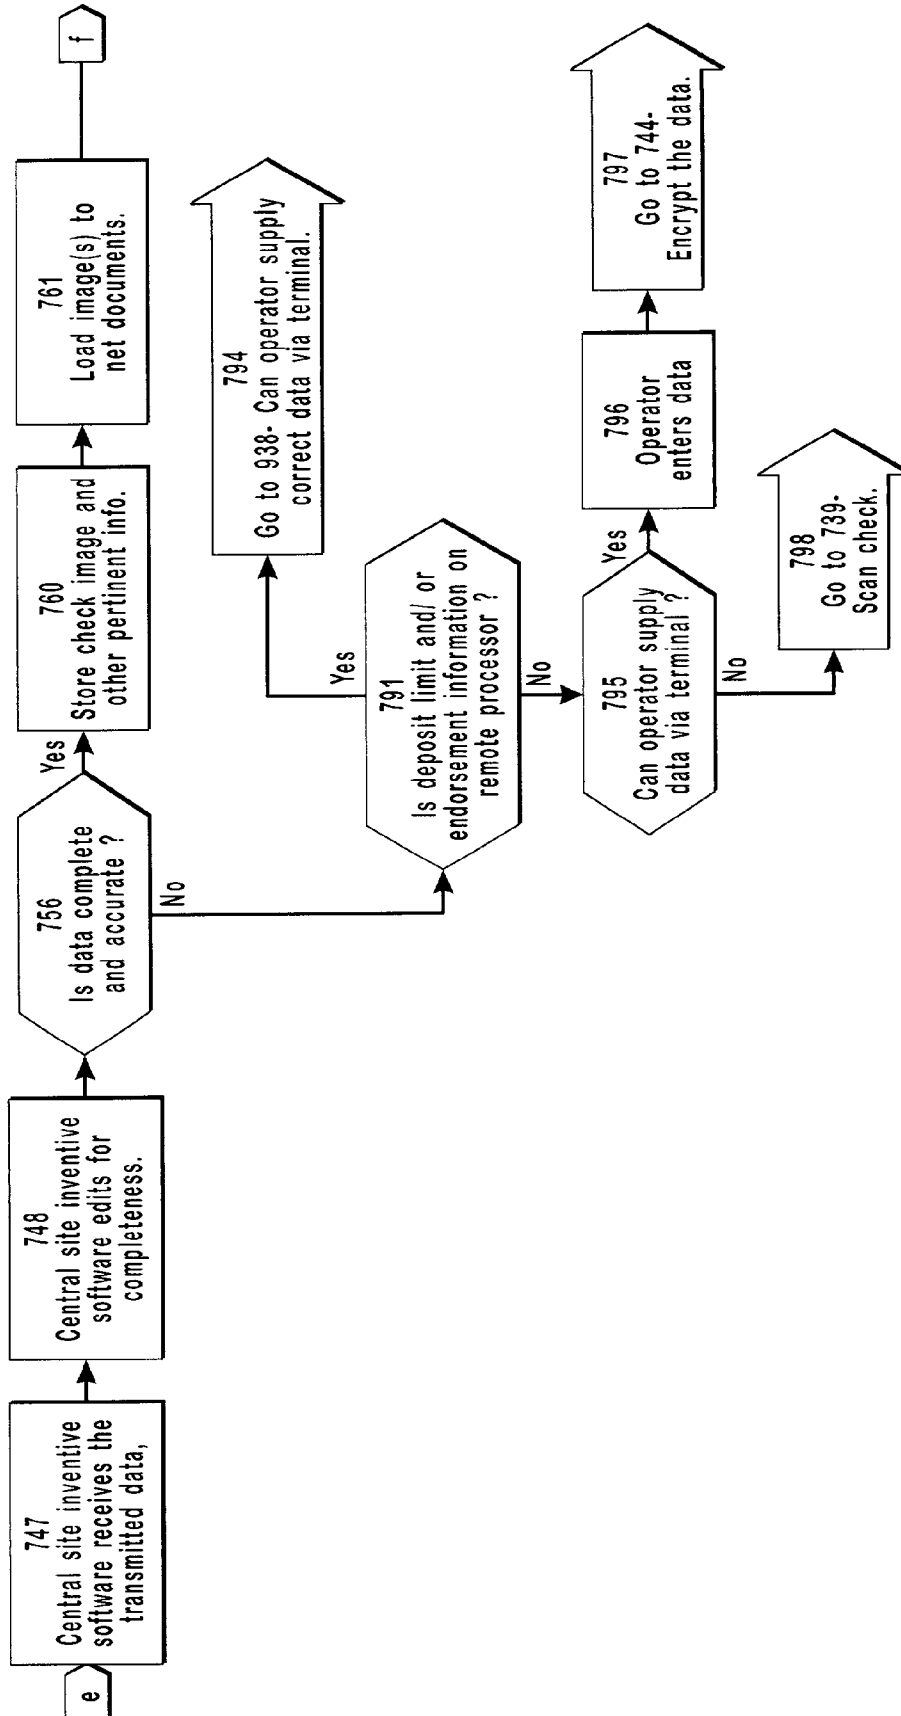 e
747
Central site inventive
software receives the
transmitted data,
748
Central site inventive
software edits for
completeness.
756
Is data complete
and accurate ?
Yes
760
Store check image and
other pertinent info.
761
Load image(s) to
net documents.
f
No
791
Is deposit limit and/ or
endorsement information on
remote processor ?
Yes
794
Go to 938- Can operator supply
correct data via terminal.
No
795
Can operator supply
data via terminal ?
Yes
796
Operator
enters data
797
Go to 744-
Encrypt the data.
No
798
Go to 739-
Scan check.